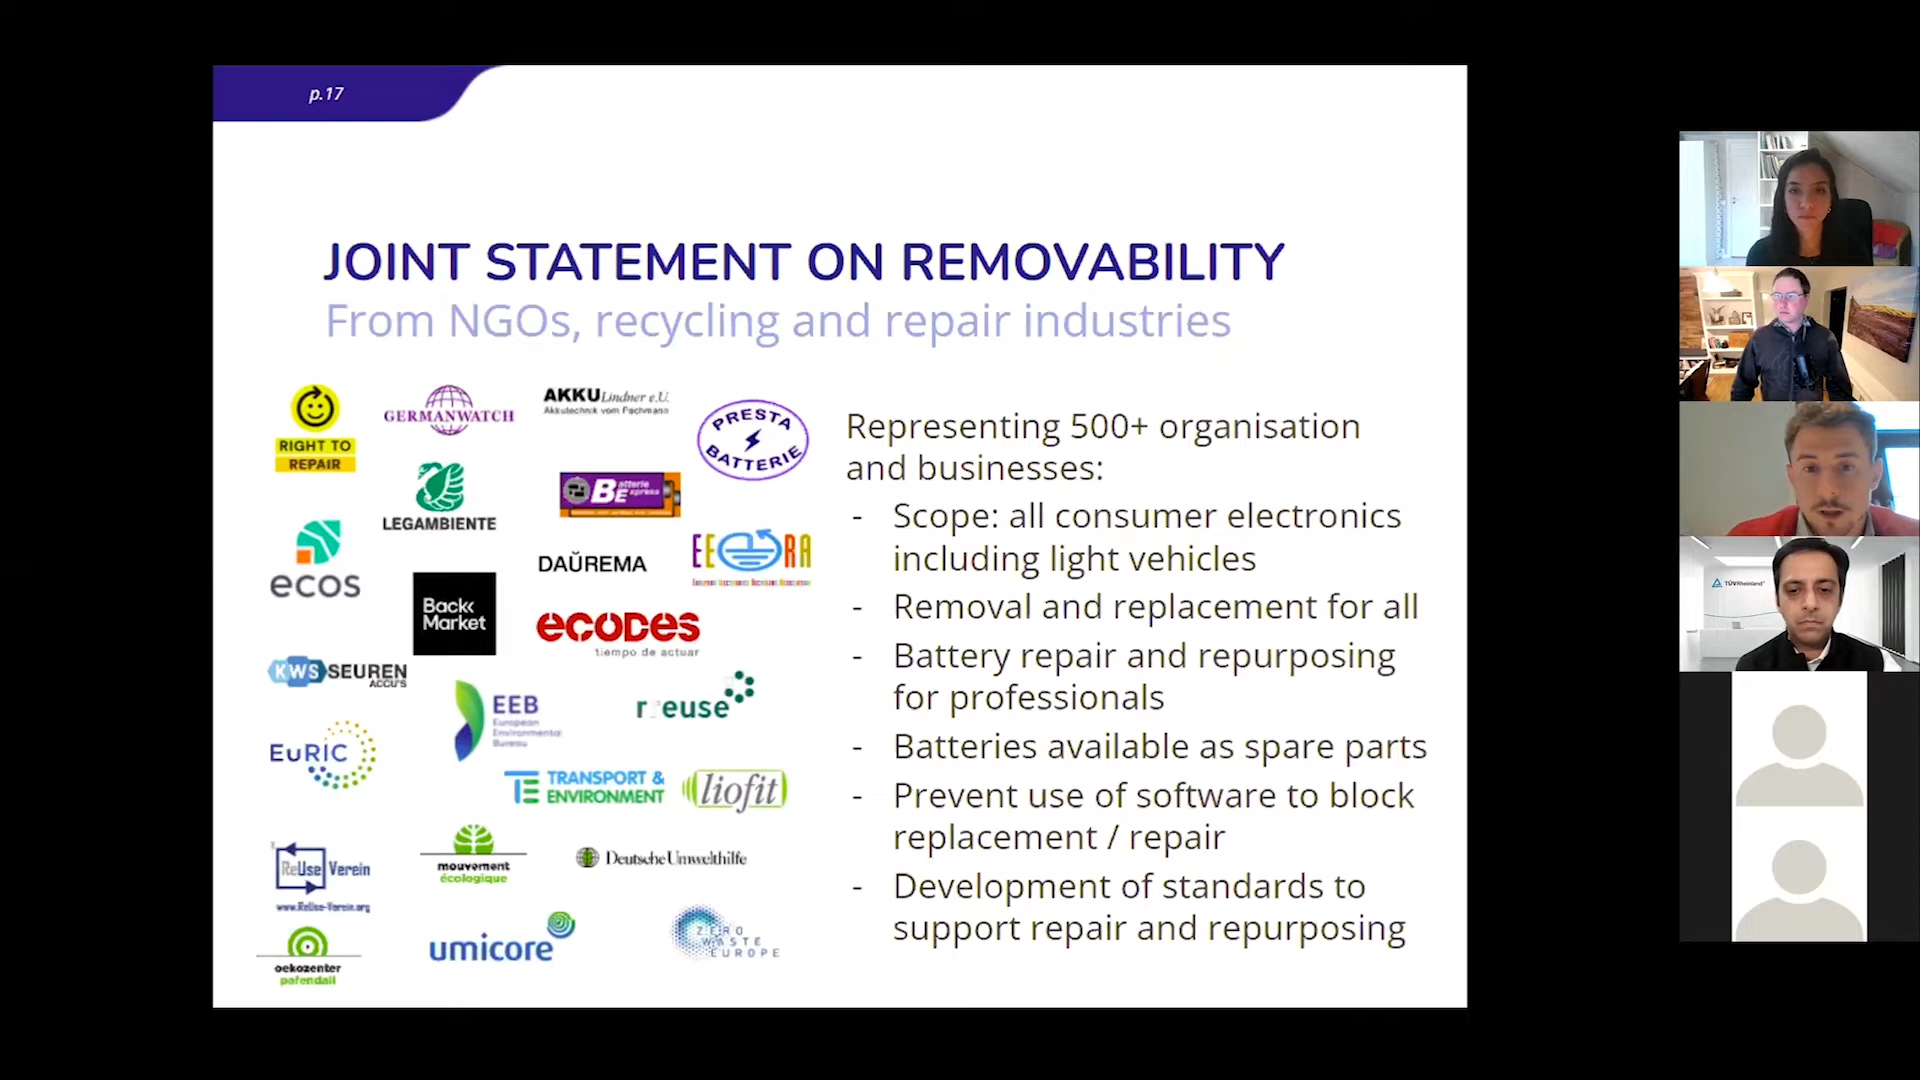 p.17
JOINT STATEMENT ON REMOVABILITY
From NGOs, recycling and repair industries
RIGHT TO
REPAIR
GERMANWATCH
AKKU Lindner e.U.
Akkutechnik vom Fachmann
PRESTA
BATTERIE
LEGAMBIENTE
Batterie
Express
ecos
DAŬREMA
EERA
Back
Market
ecodes
tiempo de actuar
KWS SEUREN
ACCU'S
EEB
European
Environmental
Bureau
rreuse
EuRIC
TRANSPORT &
ENVIRONMENT
liofit
ReUse Verein
www.ReUse-Verein.org
mouvement
écologique
Deutsche Umwelthilfe
oekozenter
pafendall
umicore
ZERO
WASTE
EUROPE
Representing 500+ organisation
and businesses:
- Scope: all consumer electronics
including light vehicles
- Removal and replacement for all
- Battery repair and repurposing
for professionals
- Batteries available as spare parts
- Prevent use of software to block
replacement / repair
- Development of standards to
support repair and repurposing
TÜVRheinland